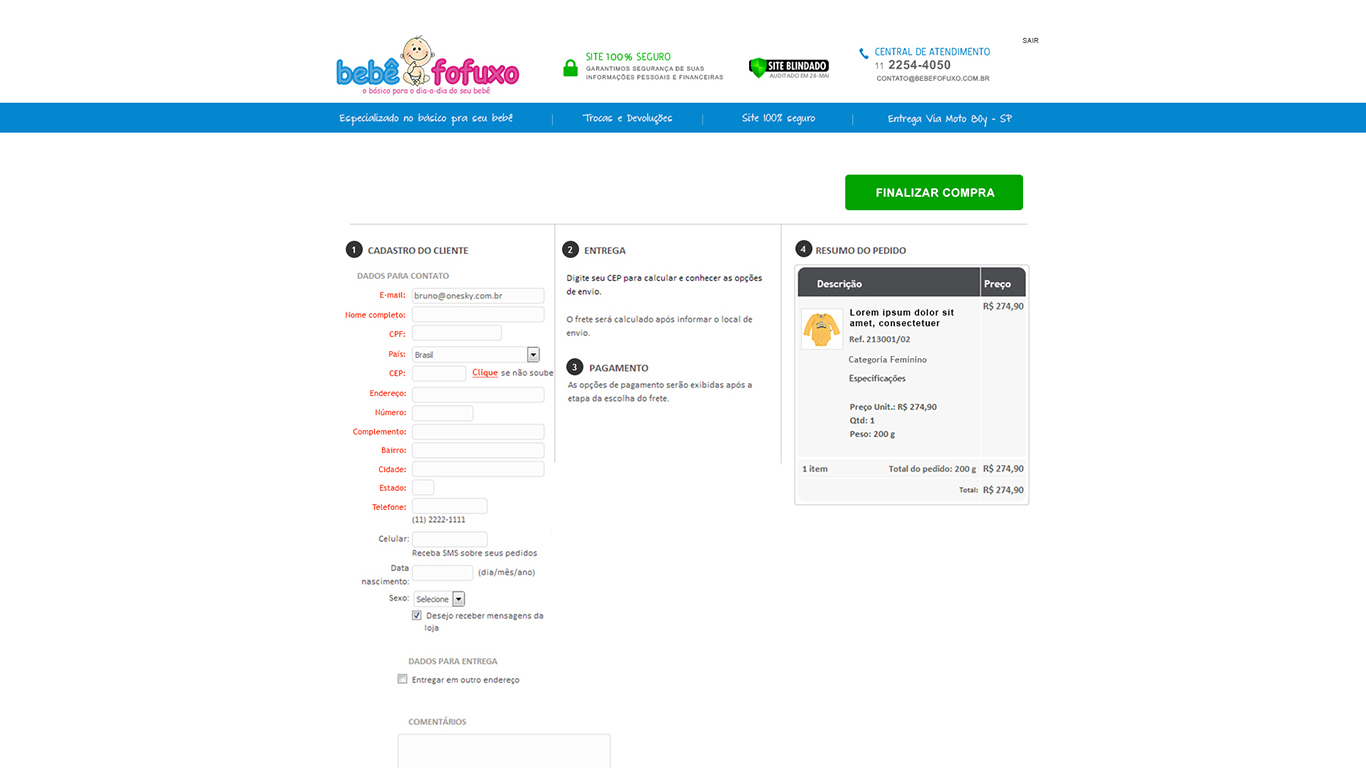 SAIR
bebê fofuxo
o básico para o dia-a-dia do seu bebê
SITE 100% SEGURO
GARANTIMOS SEGURANÇA DE SUAS
INFORMAÇÕES PESSOAIS E FINANCEIRAS
SITE BLINDADO
AUDITADO EM 28-MAI
CENTRAL DE ATENDIMENTO
11 2254-4050
CONTATO@BEBEFOFUXO.COM.BR
Especializado no básico pra seu bebê
Trocas e Devoluções
Site 100% seguro
Entrega Via Moto Bôy - SP
FINALIZAR COMPRA
1 CADASTRO DO CLIENTE
DADOS PARA CONTATO
E-mail: bruno@onesky.com.br
Nome completo:
CPF:
País: Brasil
CEP: Clique se não soube
Endereço:
Número:
Complemento:
Bairro:
Cidade:
Estado:
Telefone:
(11) 2222-1111
Celular:
Receba SMS sobre seus pedidos
Data
nascimento: (dia/mês/ano)
Sexo: Selecione
Desejo receber mensagens da
loja
DADOS PARA ENTREGA
Entregar em outro endereço
COMENTÁRIOS
2 ENTREGA
Digite seu CEP para calcular e conhecer as opções
de envio.
O frete será calculado após informar o local de
envio.
3 PAGAMENTO
As opções de pagamento serão exibidas após a
etapa da escolha do frete.
4 RESUMO DO PEDIDO
Descrição Preço
Lorem ipsum dolor sit
amet, consectetuer
R$ 274,90
Ref. 213001/02
Categoria Feminino
Especificações
Preço Unit.: R$ 274,90
Qtd: 1
Peso: 200 g
1 item Total do pedido: 200 g R$ 274,90
Total: R$ 274,90